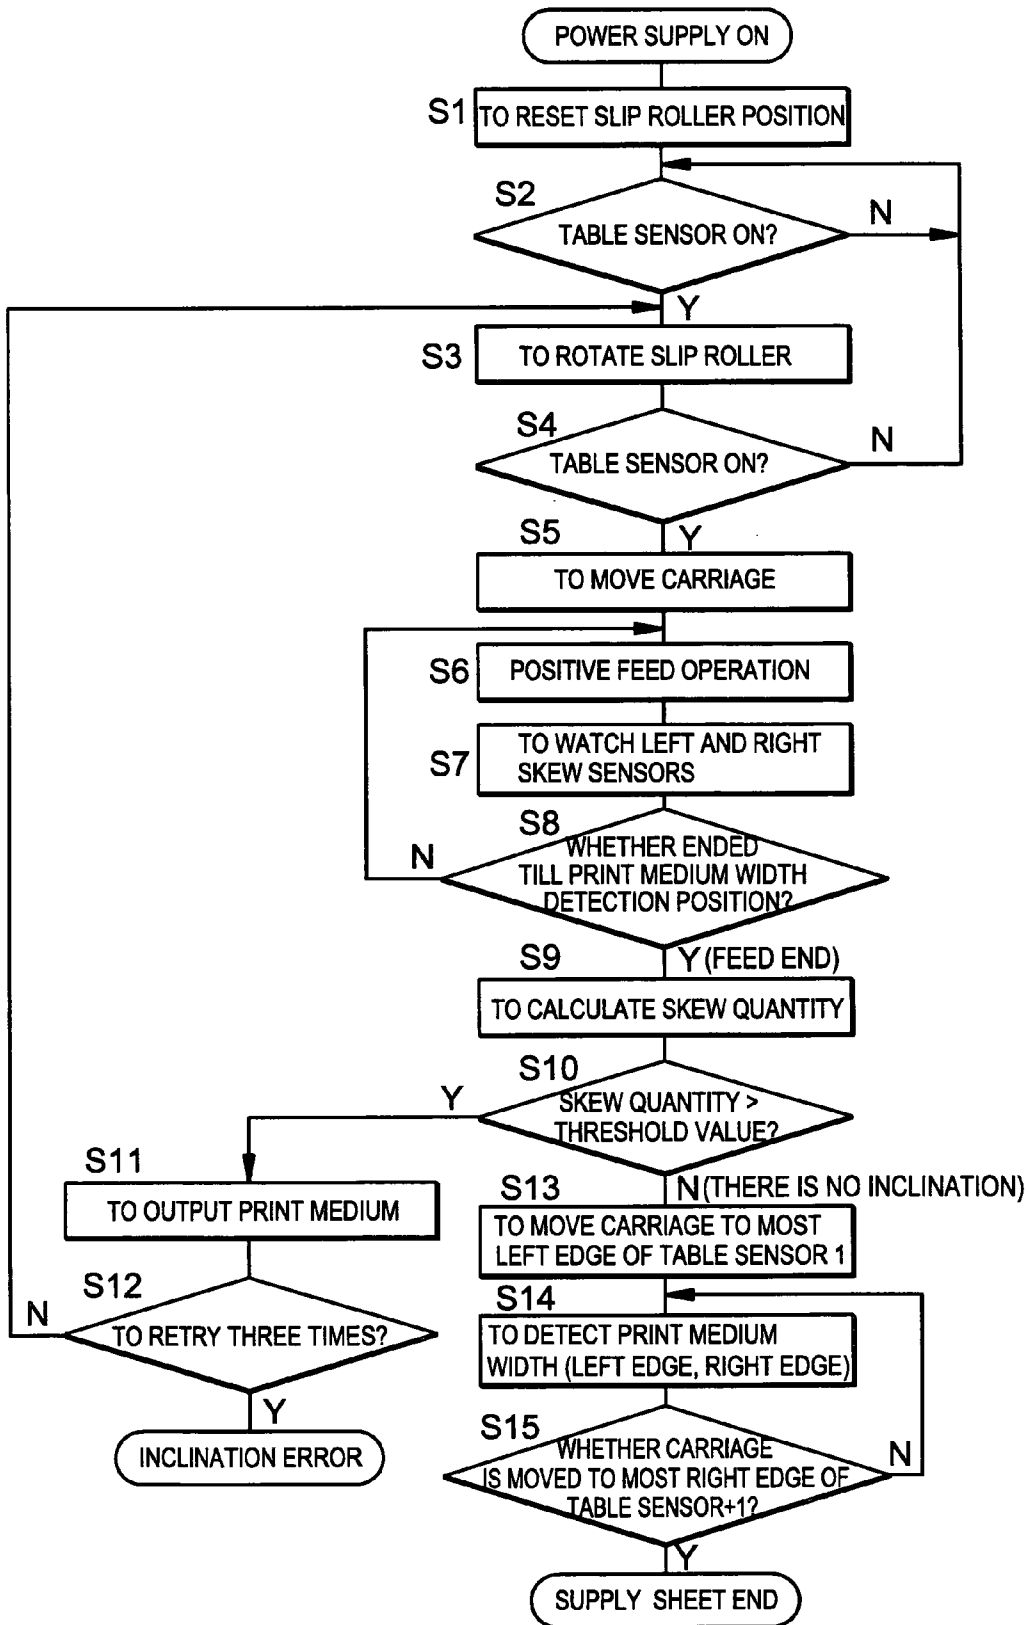 POWER SUPPLY ON
S1
TO RESET SLIP ROLLER POSITION
S2
TABLE SENSOR ON?
N
Y
S3
TO ROTATE SLIP ROLLER
S4
TABLE SENSOR ON?
N
Y
S5
TO MOVE CARRIAGE
S6
POSITIVE FEED OPERATION
S7
TO WATCH LEFT AND RIGHT
SKEW SENSORS
S8
WHETHER ENDED
TILL PRINT MEDIUM WIDTH
DETECTION POSITION?
N
Y (FEED END)
S9
TO CALCULATE SKEW QUANTITY
S10
SKEW QUANTITY >
THRESHOLD VALUE?
Y
N (THERE IS NO INCLINATION)
S11
TO OUTPUT PRINT MEDIUM
S12
TO RETRY THREE TIMES?
N
Y
INCLINATION ERROR
S13
TO MOVE CARRIAGE TO MOST
LEFT EDGE OF TABLE SENSOR 1
S14
TO DETECT PRINT MEDIUM
WIDTH (LEFT EDGE, RIGHT EDGE)
S15
WHETHER CARRIAGE
IS MOVED TO MOST RIGHT EDGE OF
TABLE SENSOR+1?
N
Y
SUPPLY SHEET END